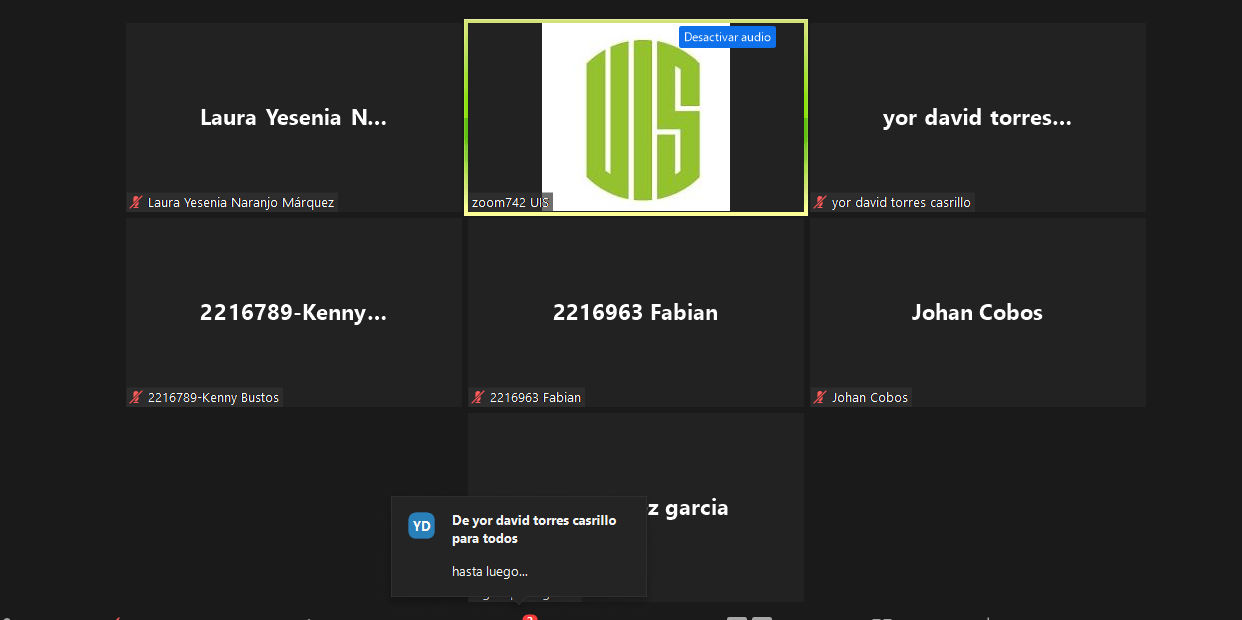 Laura Yesenia N...
Laura Yesenia Naranjo Márquez
Desactivar audio
UIS
zoom742 UIS
yor david torres...
yor david torres casrillo
2216789-Kenny...
2216789-Kenny Bustos
2216963 Fabian
2216963 Fabian
Johan Cobos
Johan Cobos
z garcia
YD
De yor david torres casrillo
para todos
hasta luego...